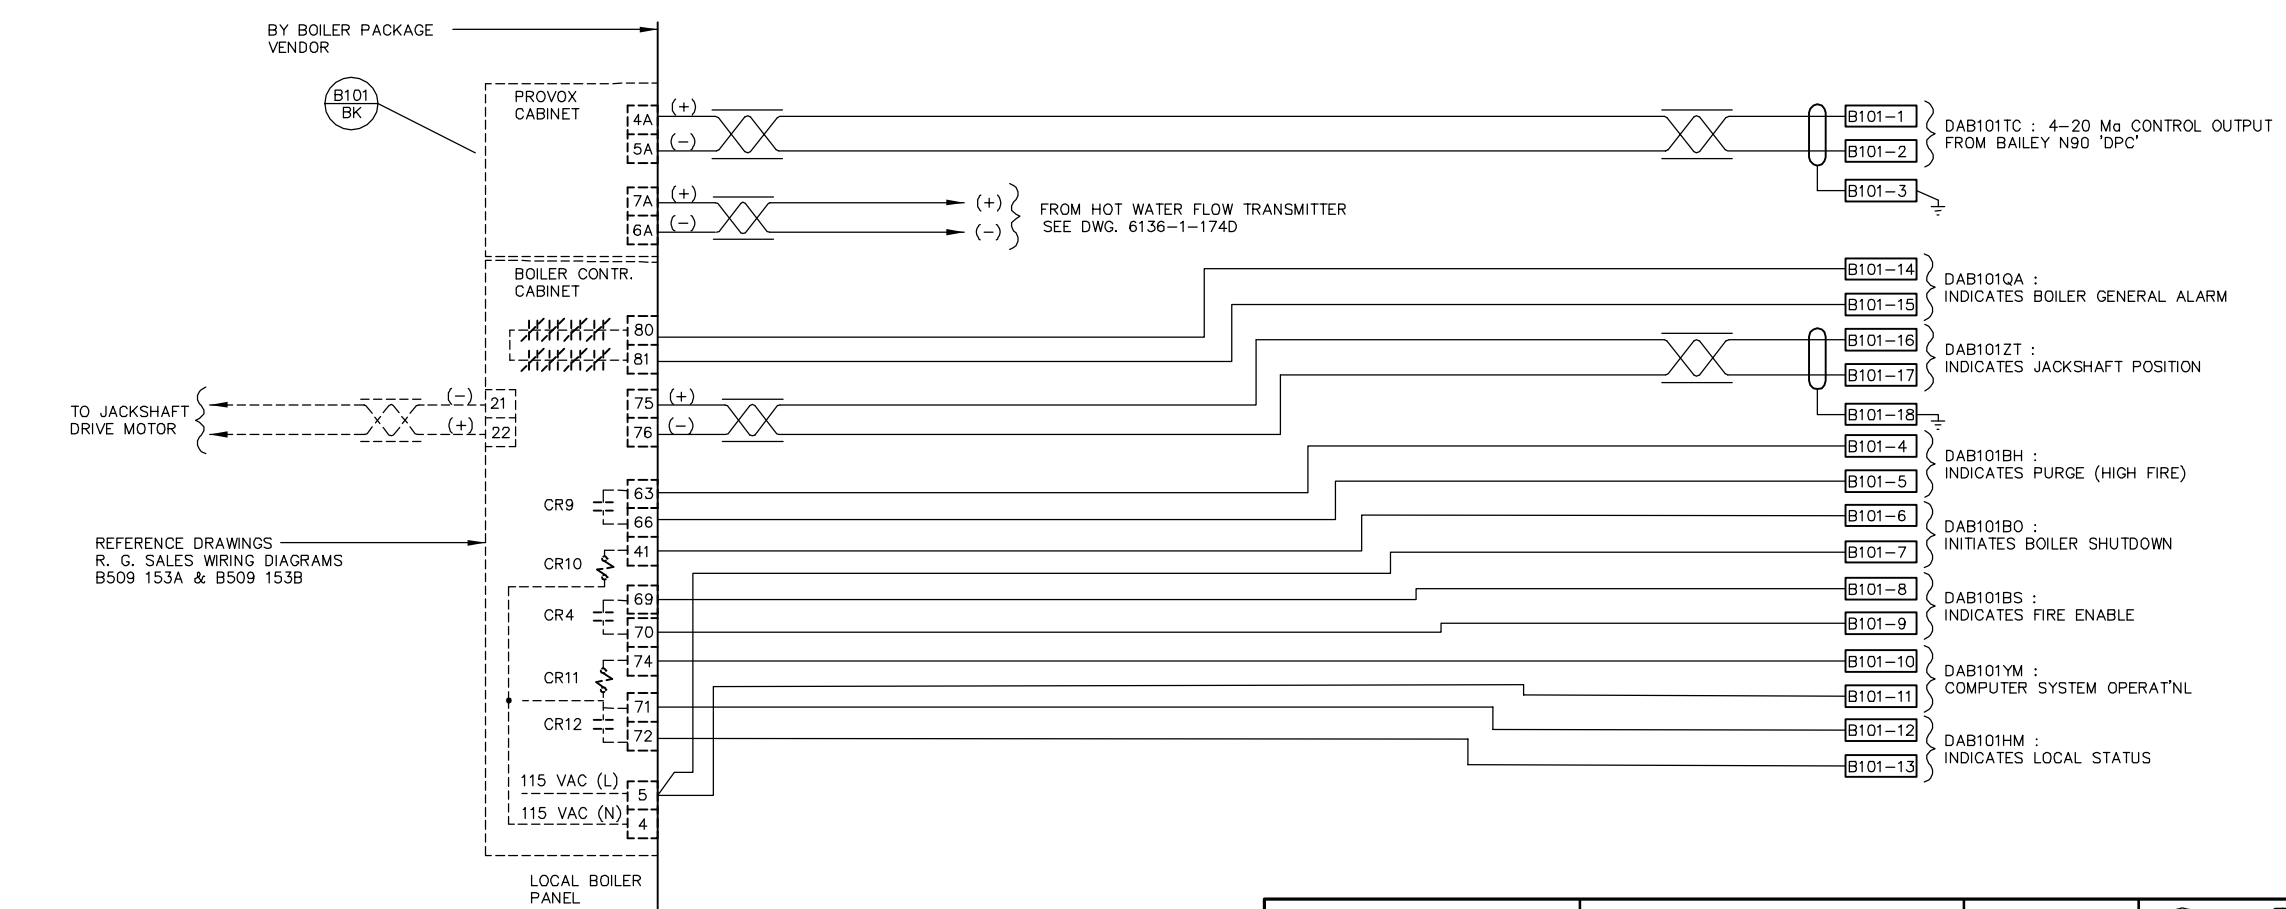 BY BOILER PACKAGE
VENDOR
B101
BK
PROVOX
CABINET
4A
(+)
5A
(-)
7A
(+)
6A
(-)
(+)
(-)
FROM HOT WATER FLOW TRANSMITTER
SEE DWG. 6136-1-174D
B101-1
B101-2
B101-3
DAB101TC : 4-20 Ma CONTROL OUTPUT
FROM BAILEY N90 'DPC'
BOILER CONTR.
CABINET
80
81
75
(+)
76
(-)
TO JACKSHAFT
DRIVE MOTOR
(-)
(+)
21
22
B101-14
B101-15
DAB101QA :
INDICATES BOILER GENERAL ALARM
B101-16
B101-17
B101-18
DAB101ZT :
INDICATES JACKSHAFT POSITION
CR9
63
66
B101-4
B101-5
DAB101BH :
INDICATES PURGE (HIGH FIRE)
REFERENCE DRAWINGS
R. G. SALES WIRING DIAGRAMS
B509 153A & B509 153B
CR10
41
B101-6
B101-7
DAB101BO :
INITIATES BOILER SHUTDOWN
CR4
69
70
B101-8
B101-9
DAB101BS :
INDICATES FIRE ENABLE
CR11
74
B101-10
B101-11
DAB101YM :
COMPUTER SYSTEM OPERAT'NL
CR12
71
72
B101-12
B101-13
DAB101HM :
INDICATES LOCAL STATUS
115 VAC (L)
5
115 VAC (N)
4
LOCAL BOILER
PANEL